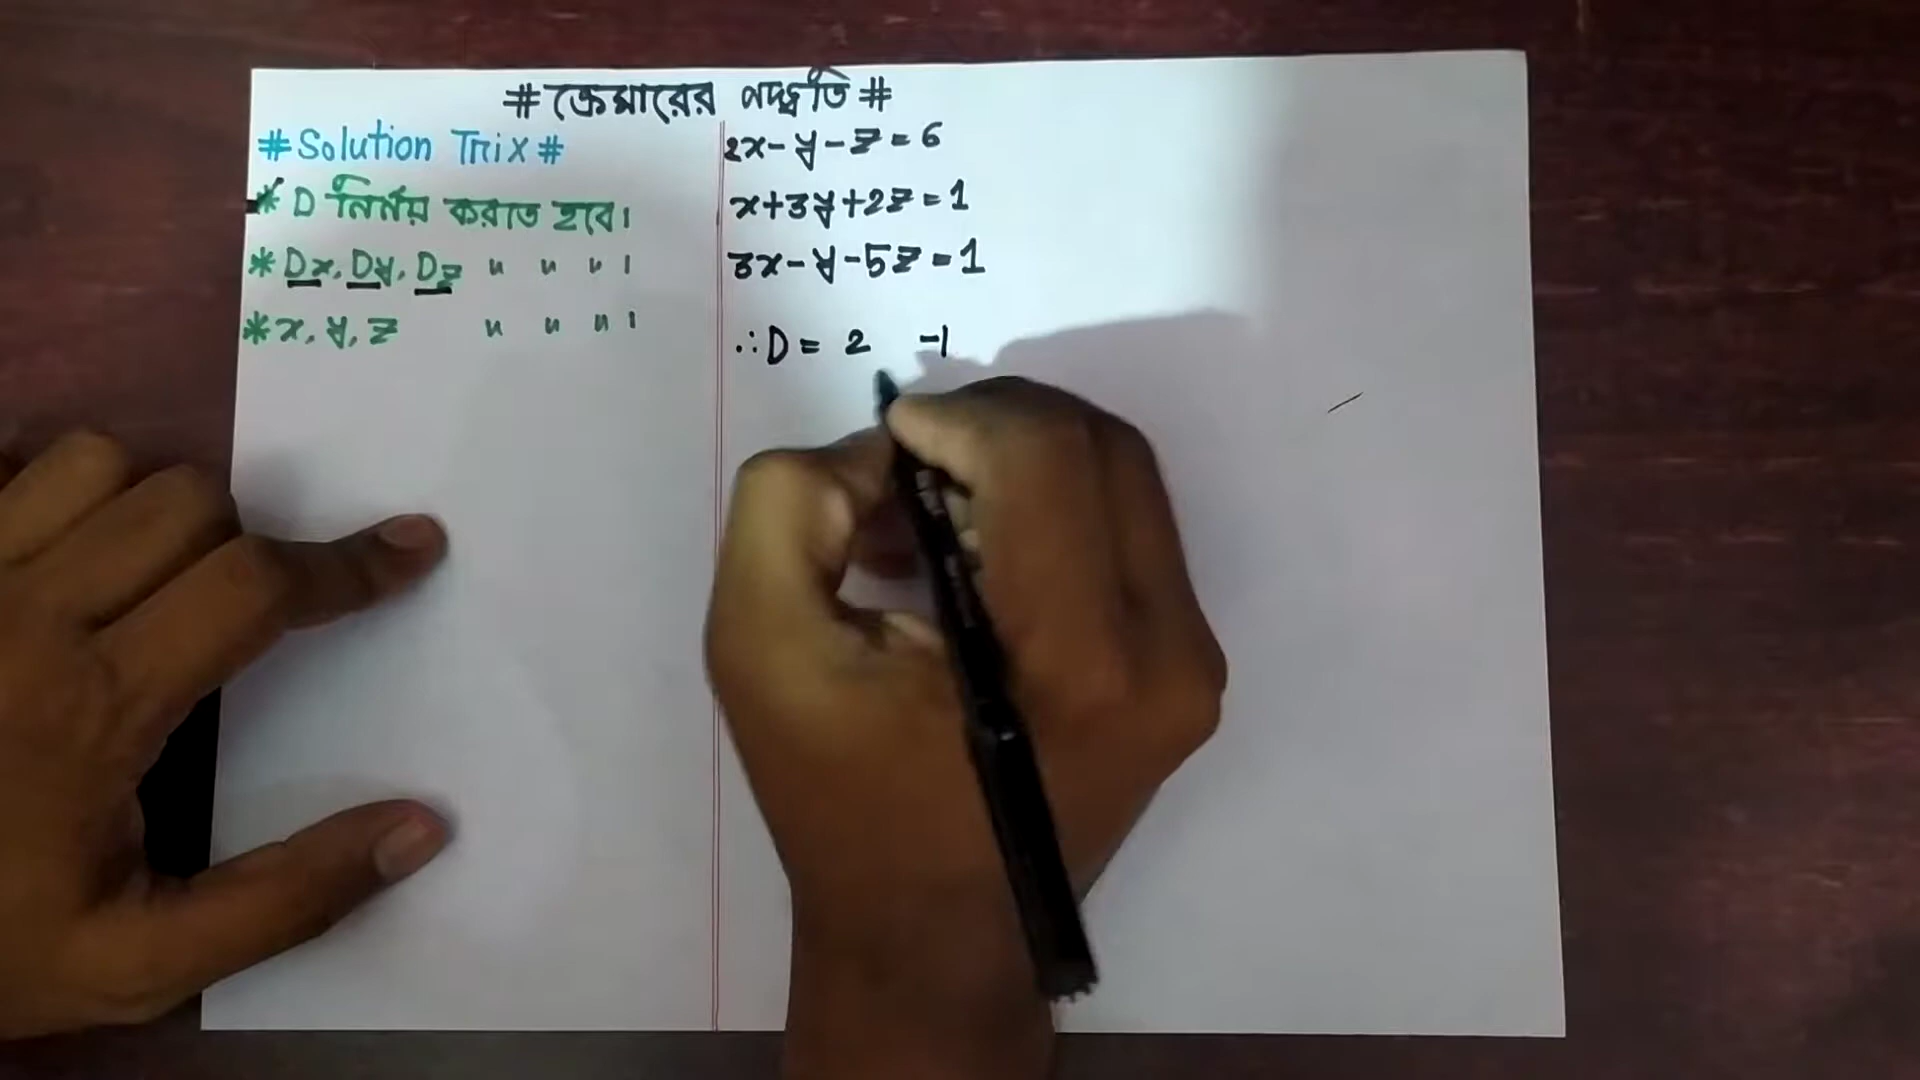 #ক্রেমারের পদ্ধতি#
#Solution Trix#
* D নির্নয় করতে হবে।
* Dx, Dy, Dz " " " ।
* x, y, z " " " ।
2x-y-z=6
x+3y+2z=1
3x-y-5z=1
∴D= 2 -1